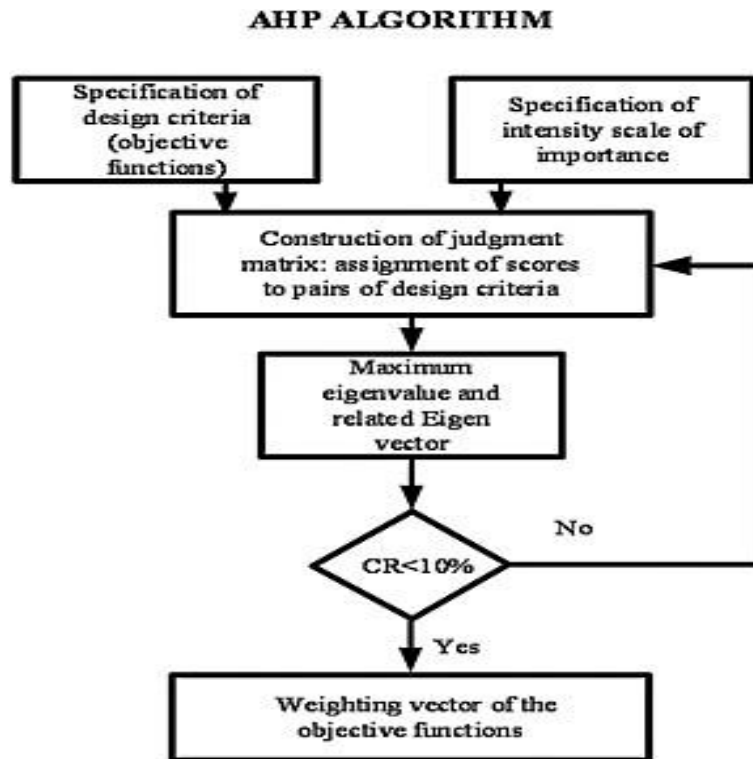 AHP ALGORITHM
Specification of
design criteria
(objective
functions)
Specification of
intensity scale of
importance
Construction of judgment
matrix: assignment of scores
to pairs of design criteria
Maximum
eigenvalue and
related Eigen
vector
No
CR<10%
Yes
Weighting vector of the
objective functions